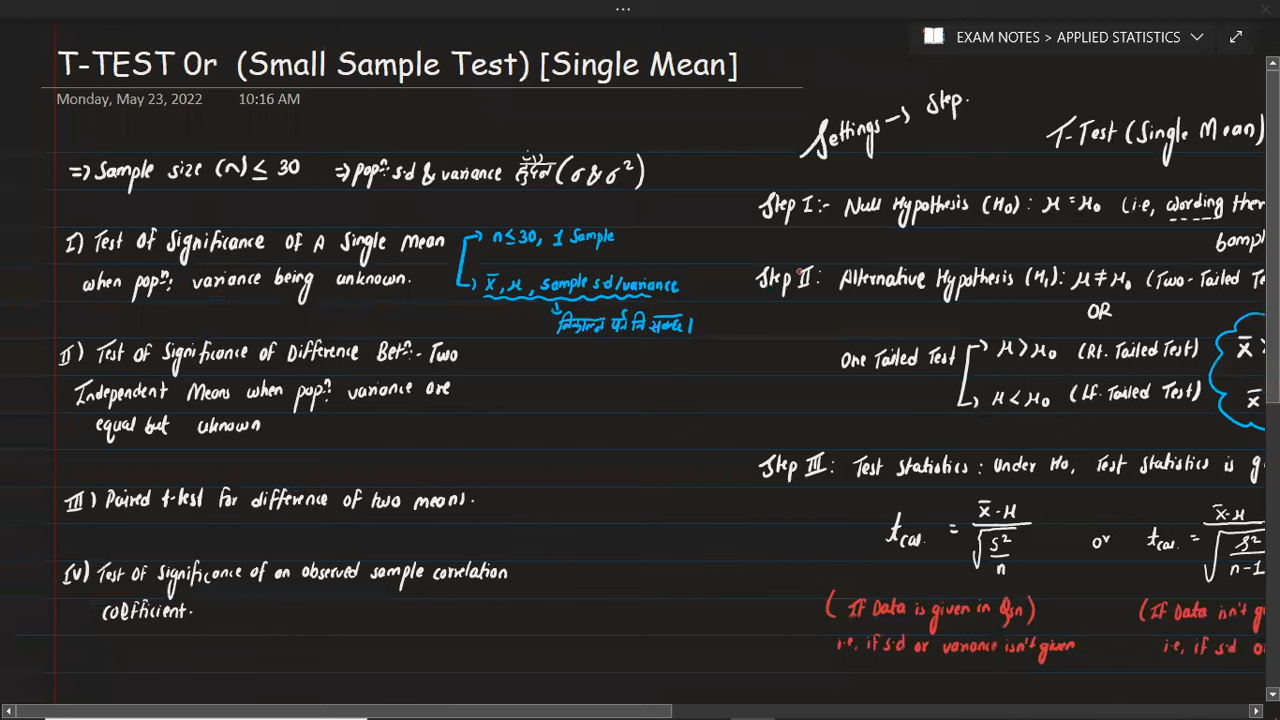 EXAM NOTES > APPLIED STATISTICS
T-TEST Or (Small Sample Test) [Single Mean]
Monday, May 23, 2022 10:16 AM
Settings → Step.
T-Test (Single Mean)
⇒ Sample size (n) ≤ 30 ⇒ popⁿ: s.d & variance (σ & σ²)
I) Test Of Significance Of A Single Mean
when popⁿ: variance being unknown.
→ n ≤ 30, 1 Sample
→ x̄, μ, sample s.d/variance
II) Test of Significance of Difference Betⁿ. Two
Independent Means when popⁿ: variance are
equal but uknown
III) Paired t-test for difference of two means.
IV) Test Of Significance of an observed sample correlation
coefficient.
Step I:- Null Hypothesis (H₀) : μ = μ₀ (i.e, wording
Step II: Alternative Hypothesis (H₁): μ ≠ μ₀ (Two-Tailed Te
OR
One Tailed Test → μ > μ₀ (Rt. Tailed Test)
→ μ < μ₀ (Lf. Tailed Test)
x̄ >
x̄
Step III: Test Statistics : Under H₀, Test Statistics is g
t cal. = x̄ - μ / √(S²/n) or t cal. = x̄ - μ / √(s²/n-1)
( If Data is given in Qsn) (If Data isn't g
i.e, if s.d or variance isn't given i.e, if s.d o